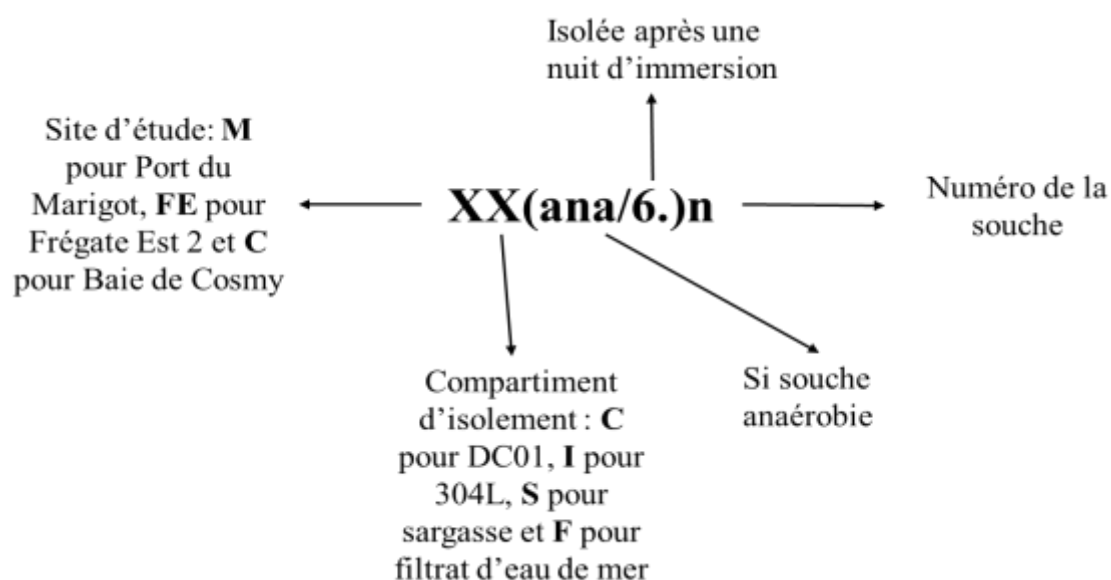 Isolée après une
nuit d'immersion
Site d'étude: M
pour Port du
Marigot, FE pour
Frégate Est 2 et C
pour Baie de Cosmy
XX(ana/6.)n
Numéro de la
souche
Compartiment
d'isolement : C
pour DC01, I pour
304L, S pour
sargasse et F pour
filtrat d'eau de mer
Si souche
anaérobie